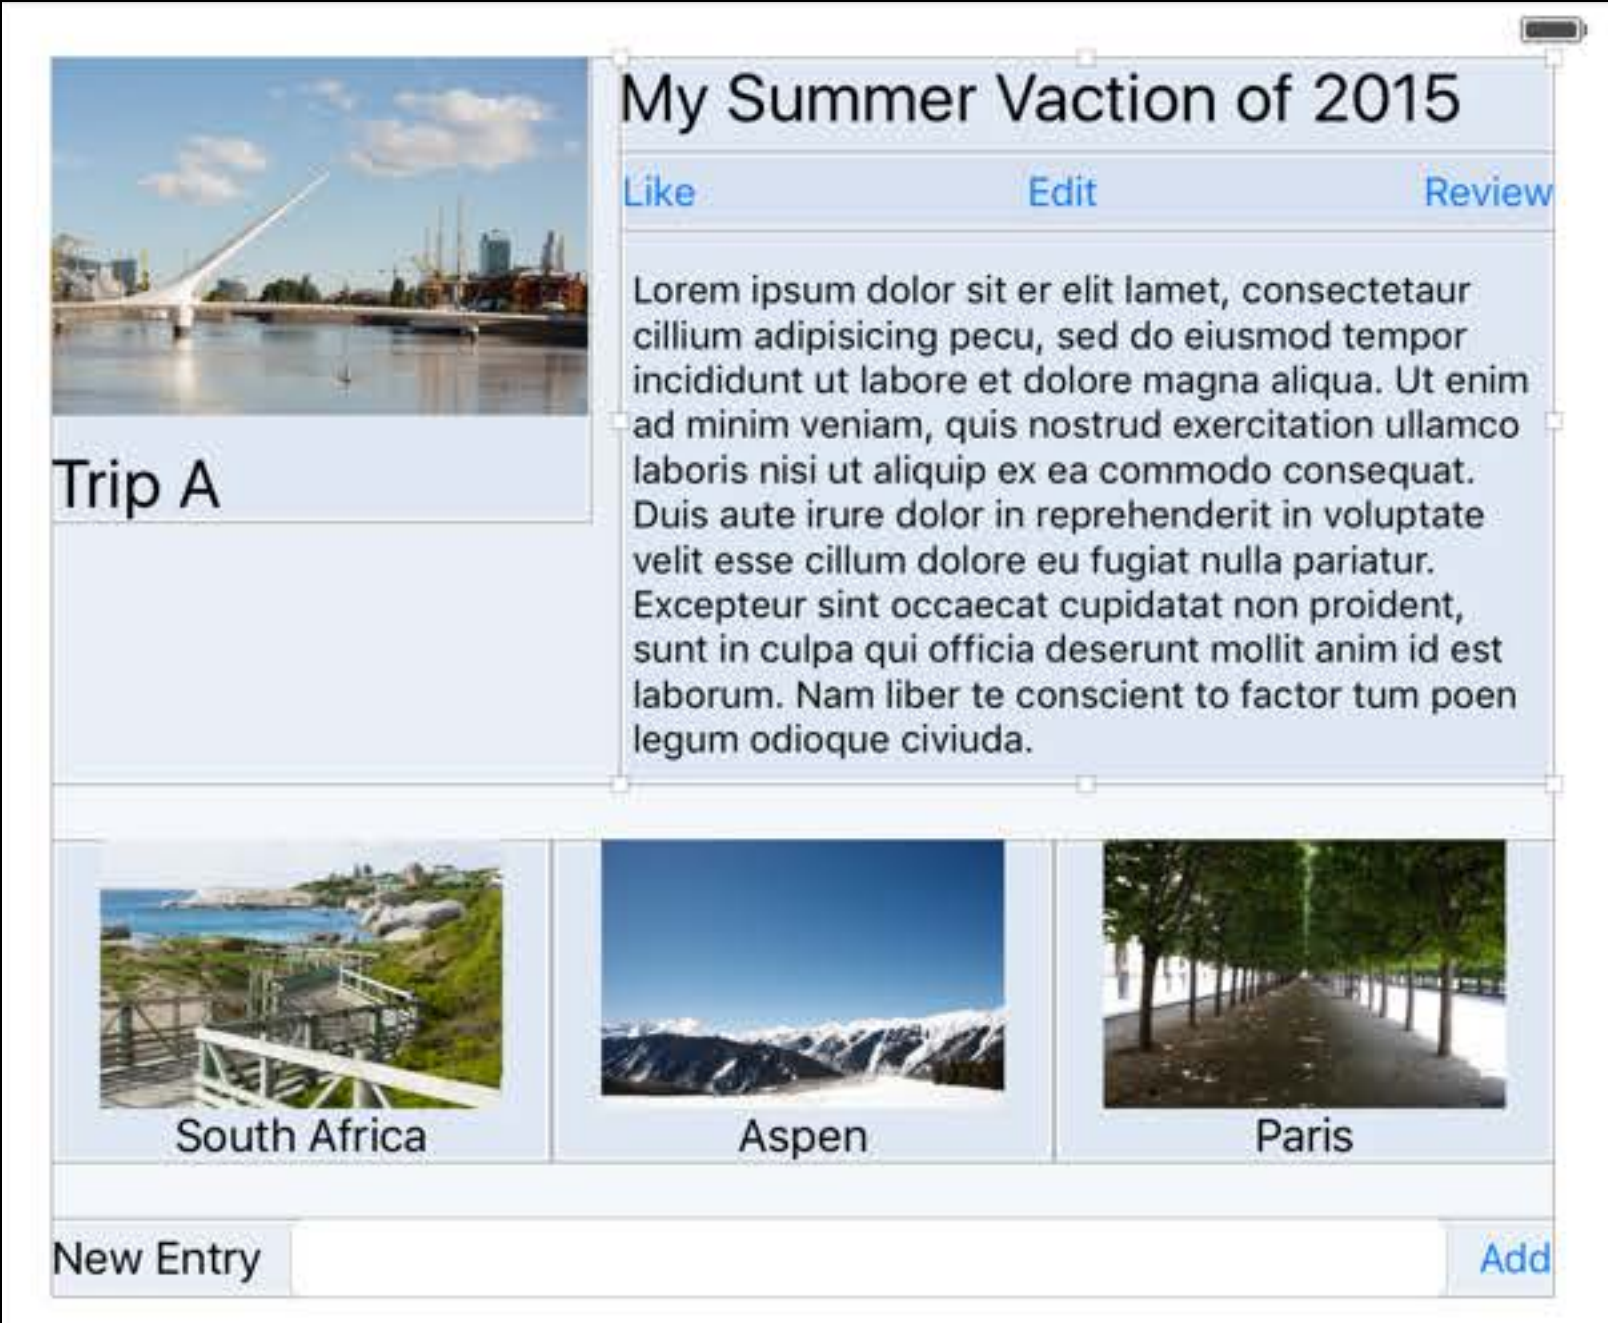 My Summer Vaction of 2015
Like Edit Review
Trip A
Lorem ipsum dolor sit er elit lamet, consectetaur
cillium adipisicing pecu, sed do eiusmod tempor
incididunt ut labore et dolore magna aliqua. Ut enim
ad minim veniam, quis nostrud exercitation ullamco
laboris nisi ut aliquip ex ea commodo consequat.
Duis aute irure dolor in reprehenderit in voluptate
velit esse cillum dolore eu fugiat nulla pariatur.
Excepteur sint occaecat cupidatat non proident,
sunt in culpa qui officia deserunt mollit anim id est
laborum. Nam liber te conscient to factor tum poen
legum odioque civiuda.
South Africa
Aspen
Paris
New Entry
Add